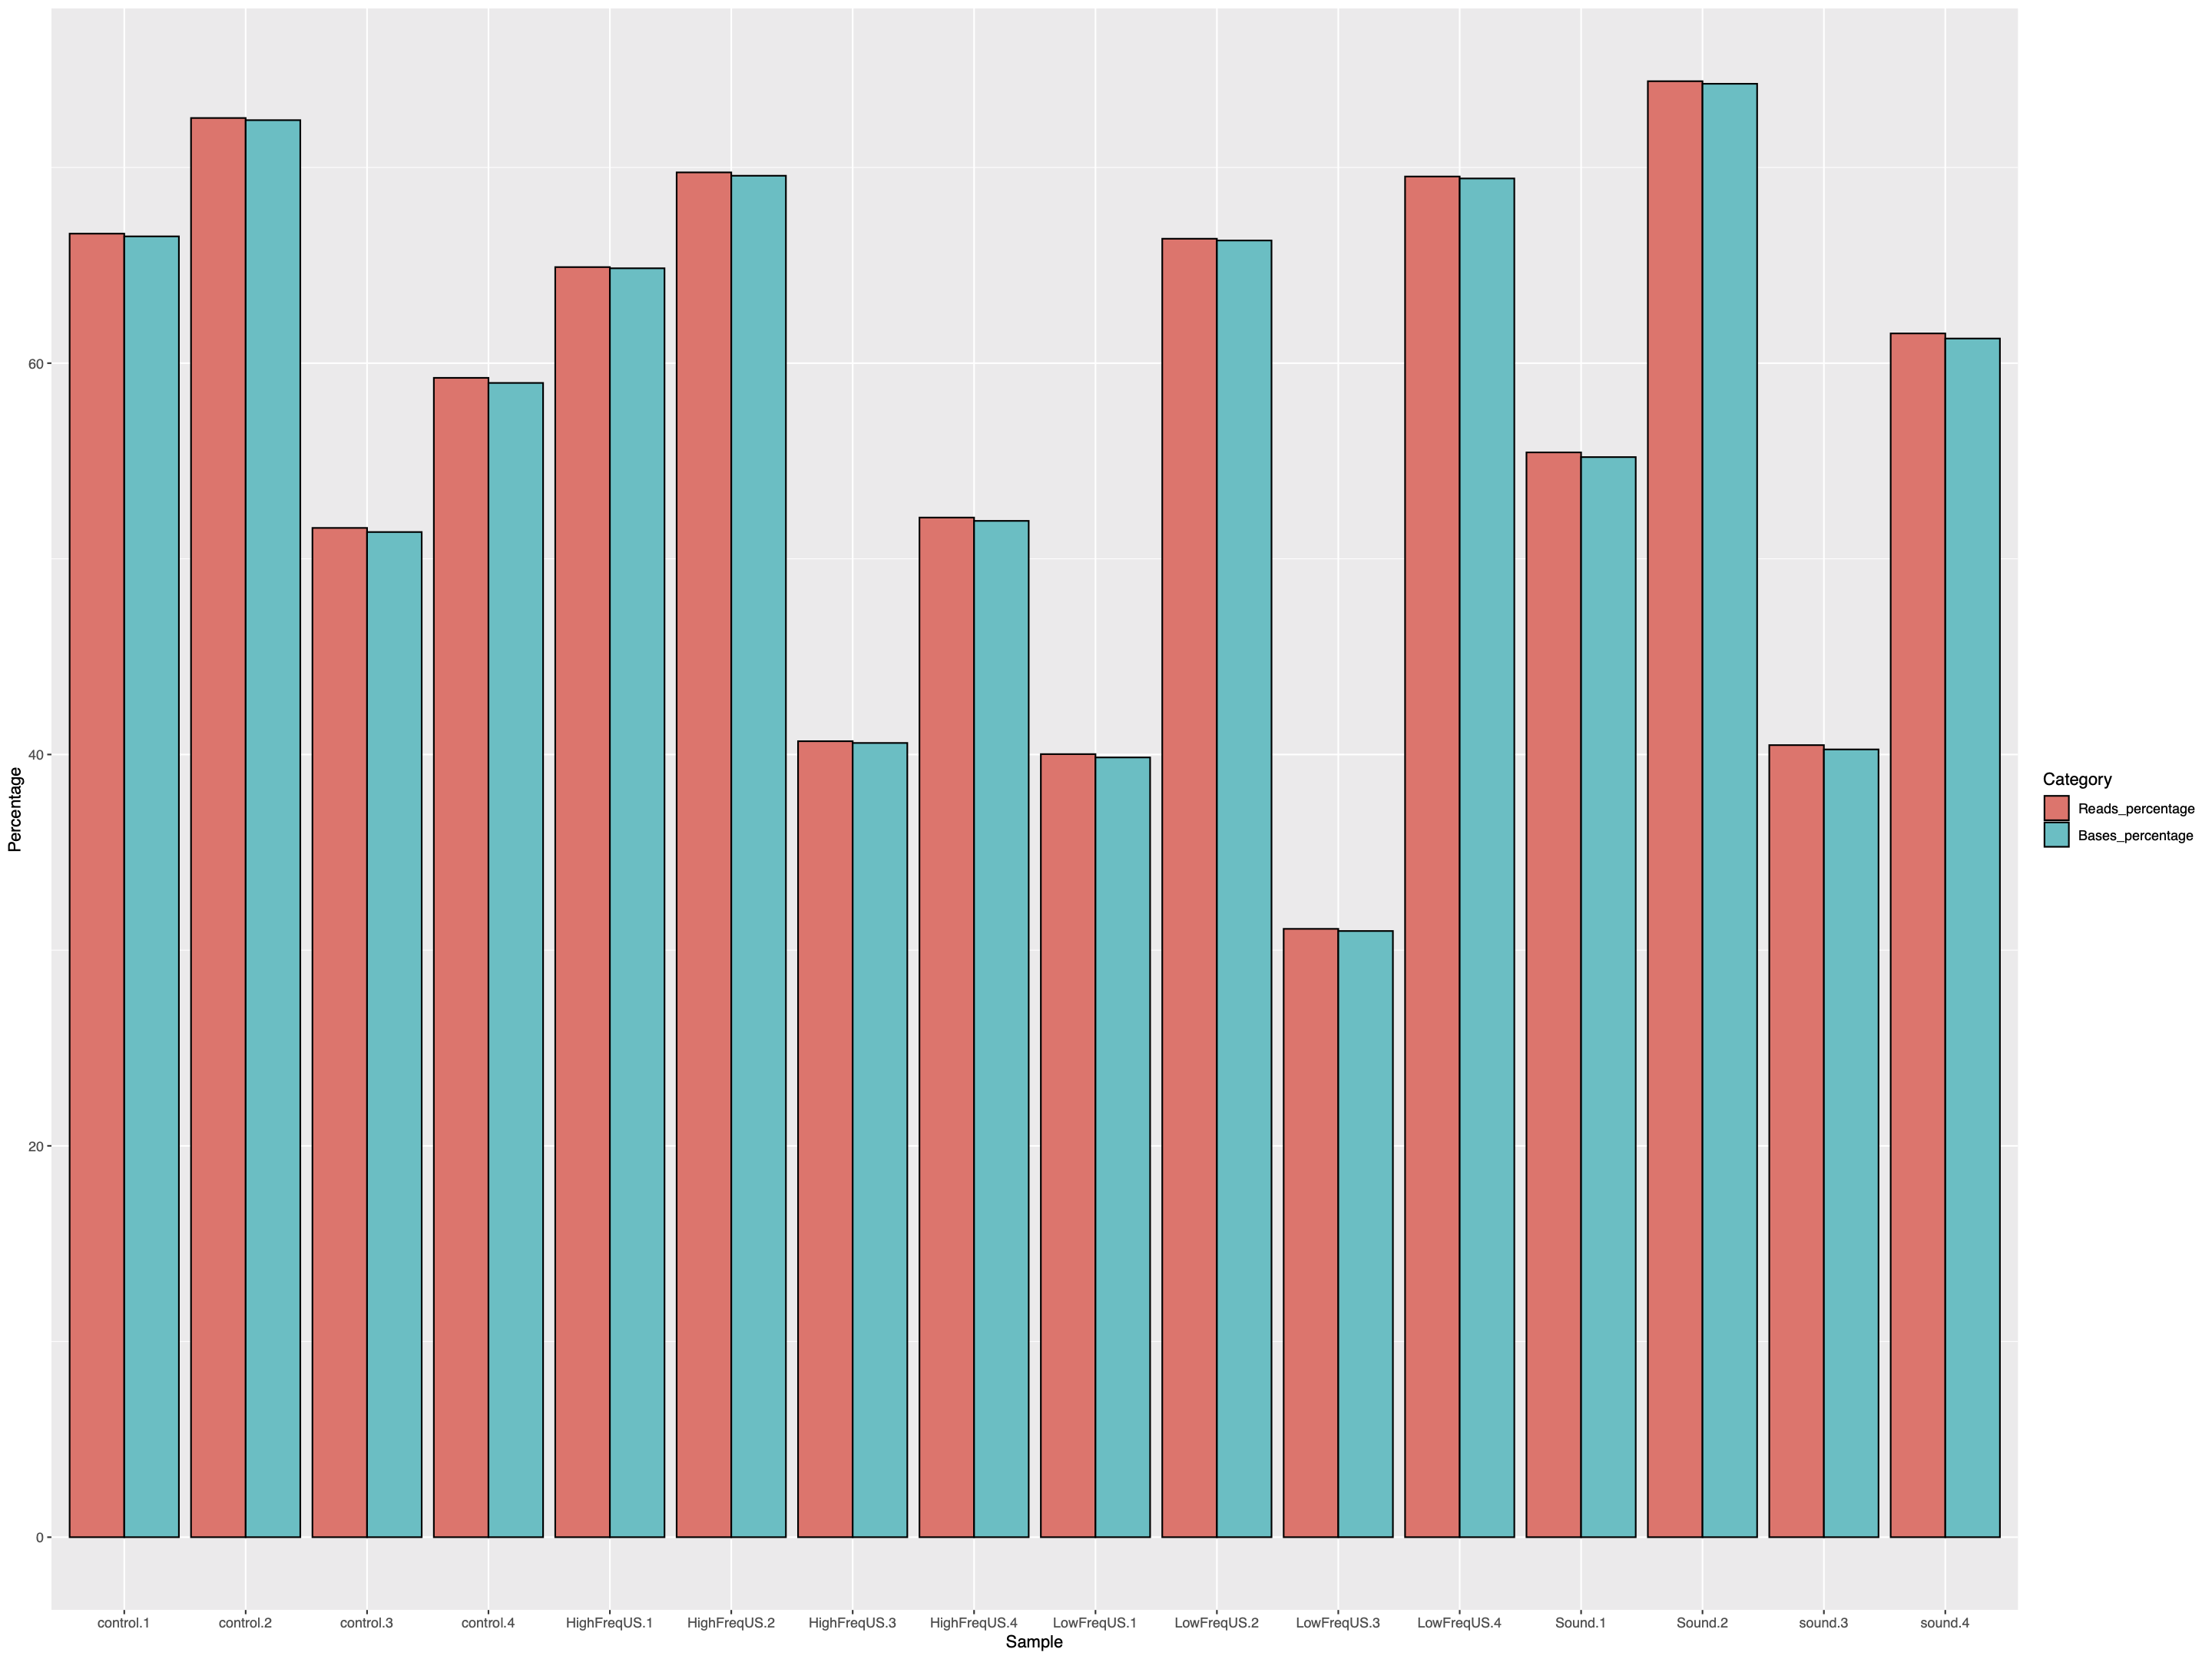 Percentage
60
40
20
0
control.1 control.2 control.3 control.4 HighFreqUS.1 HighFreqUS.2 HighFreqUS.3 HighFreqUS.4 LowFreqUS.1 LowFreqUS.2 LowFreqUS.3 LowFreqUS.4 Sound.1 Sound.2 sound.3 sound.4
Sample
Category
Reads_percentage
Bases_percentage